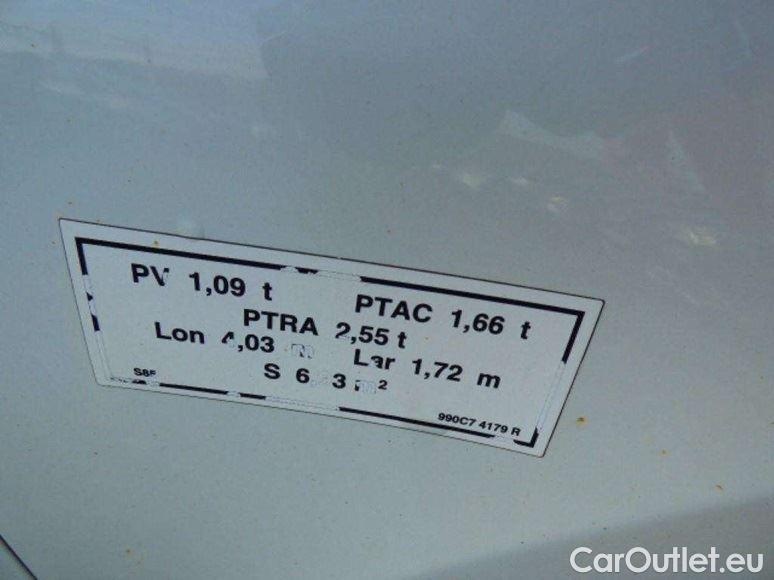 PV 1,09 t PTAC 1,66 t
PTRA 2,55 t
Lon 4,03 m Lar 1,72 m
S m²
990C7 4179 R
CarOutlet.eu